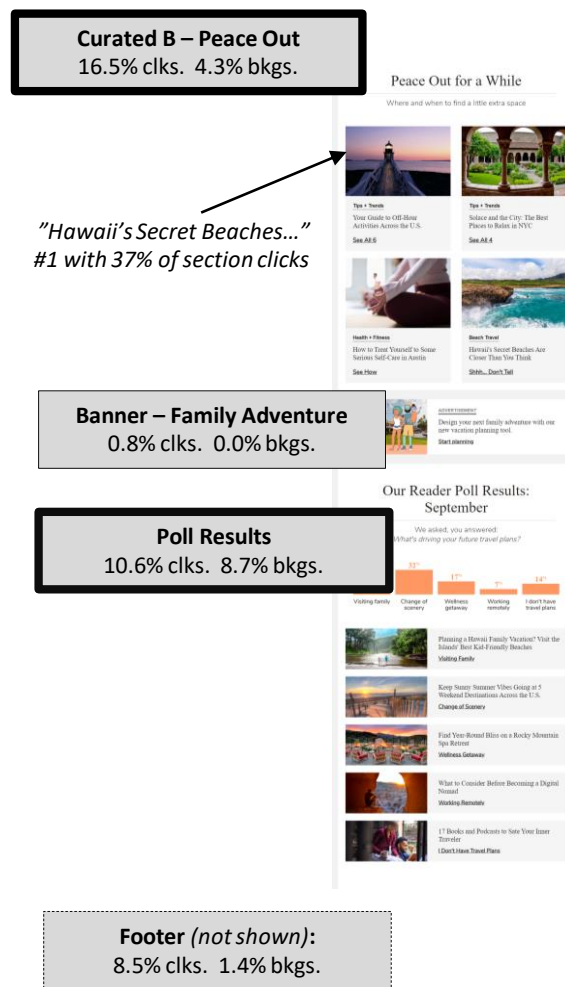 Curated B – Peace Out
16.5% clks. 4.3% bkgs.
Peace Out for a While
Where and when to find a little extra space
”Hawaii’s Secret Beaches…”
#1 with 37% of section clicks
Tips + Trends
Your Guide to Off-Hour
Activities Across the U.S.
See All 6
Tips + Trends
Solace and the City: The Best
Places to Relax in NYC
See All 4
Health + Fitness
How to Treat Yourself to Some
Serious Self-Care in Austin
See How
Beach Travel
Hawaii's Secret Beaches Are
Closer Than You Think
Shhh... Don't Tell
Banner – Family Adventure
0.8% clks. 0.0% bkgs.
ADVERTISEMENT
Design your next family adventure with our
new vacation planning tool.
Start planning
Our Reader Poll Results:
September
Poll Results
10.6% clks. 8.7% bkgs.
We asked, you answered:
What's driving your future travel plans?
32%
17%
7%
14%
Visiting family
Change of
scenery
Wellness
getaway
Working
remotely
I don't have
travel plans
Planning a Hawaii Family Vacation? Visit the
Islands' Best Kid-Friendly Beaches
Visiting Family
Keep Sunny Summer Vibes Going at 5
Weekend Destinations Across the U.S.
Change of Scenery
Find Year-Round Bliss on a Rocky Mountain
Spa Retreat
Wellness Getaway
What to Consider Before Becoming a Digital
Nomad
Working Remotely
17 Books and Podcasts to Sate Your Inner
Traveler
I Don't Have Travel Plans
Footer (not shown):
8.5% clks. 1.4% bkgs.